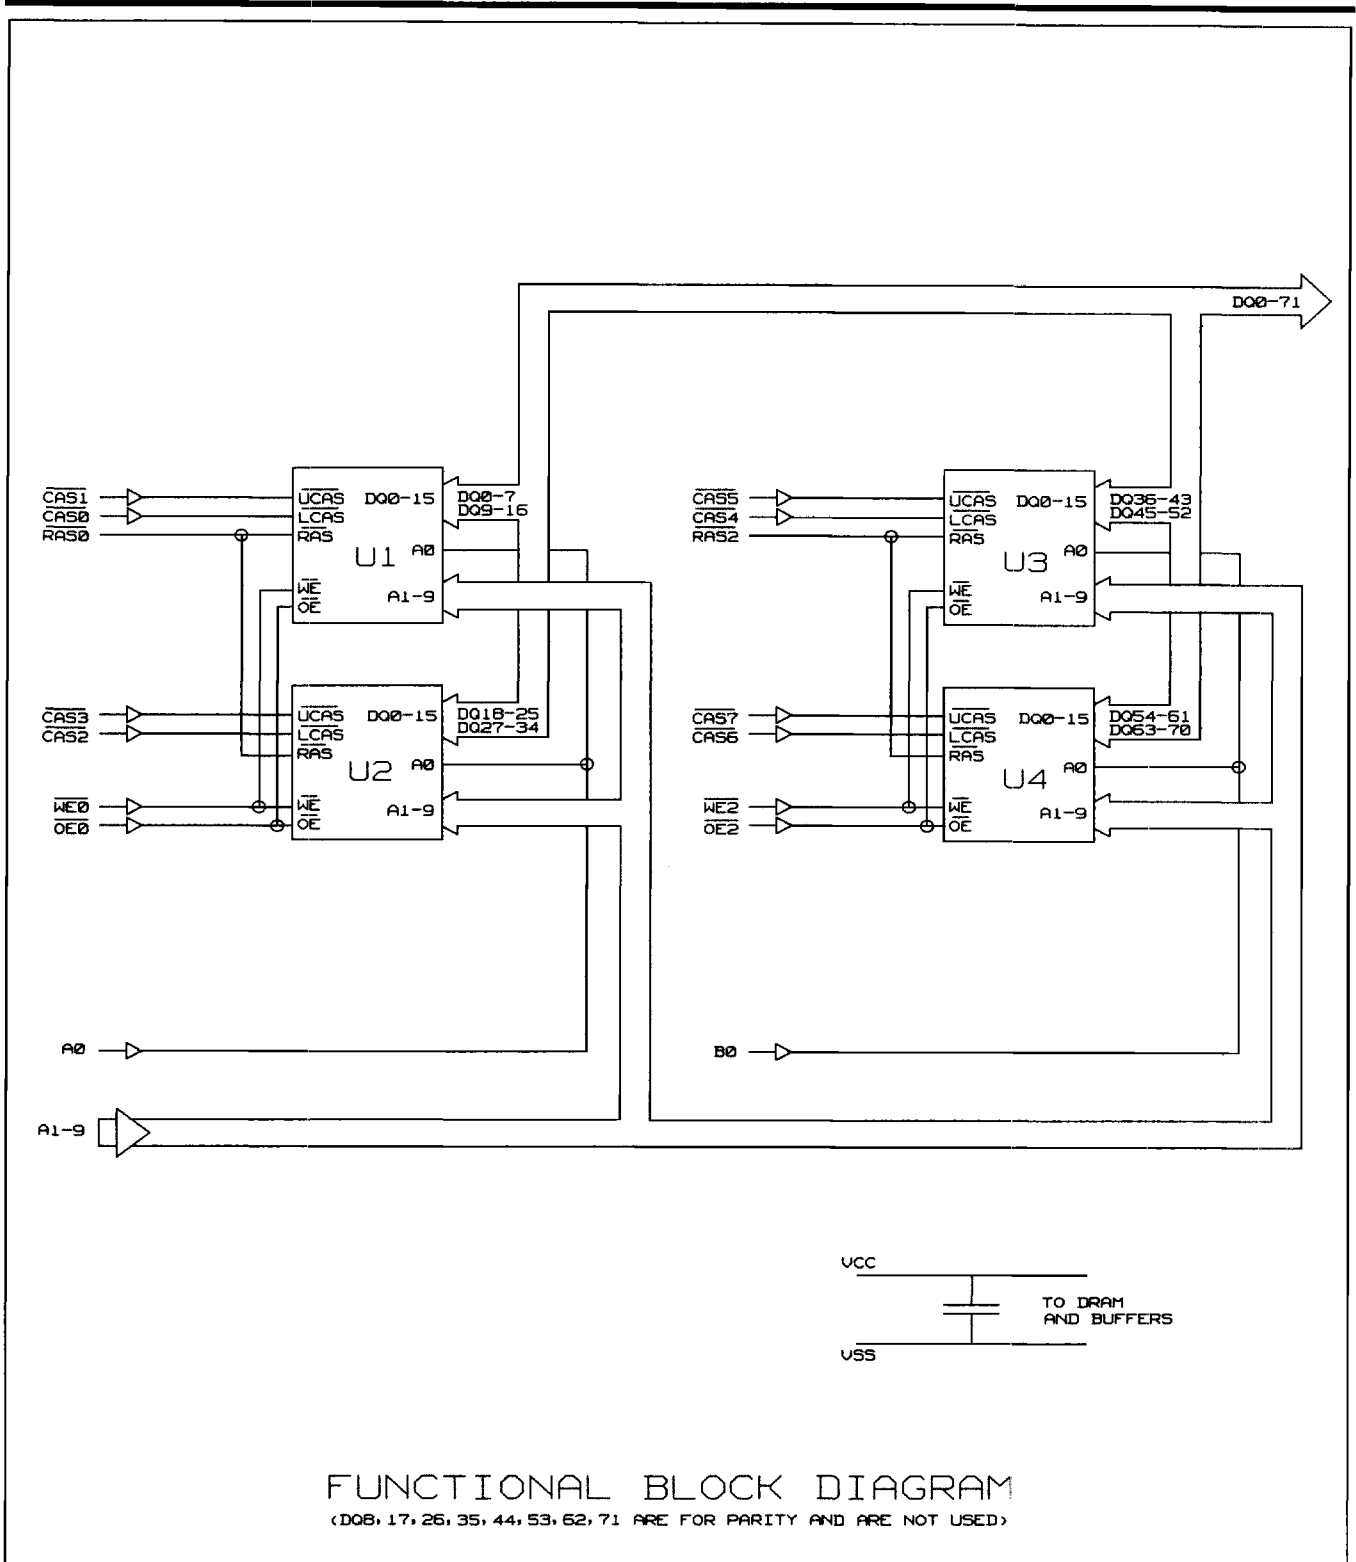 DQ0-71
CAS1
CAS0
RAS0
UCAS
LCAS
RAS
WE
OE
DQ0-15
U1
A0
A1-9
DQ0-7
DQ9-16
CAS5
CAS4
RAS2
UCAS
LCAS
RAS
WE
OE
DQ0-15
U3
A0
A1-9
DQ36-43
DQ45-52
CAS3
CAS2
WE0
OE0
UCAS
LCAS
RAS
WE
OE
DQ0-15
U2
A0
A1-9
DQ18-25
DQ27-34
CAS7
CAS6
WE2
OE2
UCAS
LCAS
RAS
WE
OE
DQ0-15
U4
A0
A1-9
DQ54-61
DQ63-70
A0
B0
A1-9
VCC
TO DRAM
AND BUFFERS
VSS
FUNCTIONAL BLOCK DIAGRAM
(DQ8, 17, 26, 35, 44, 53, 62, 71 ARE FOR PARITY AND ARE NOT USED)